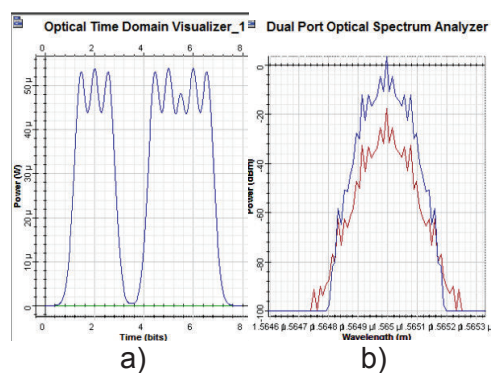 Optical Time Domain Visualizer_1
0 2 4 6 8
Power (W)
50 µ
40 µ
30 µ
20 µ
10 µ
0
0 2 4 6 8
Time (bits)
a)
Dual Port Optical Spectrum Analyzer
Power (dBm)
0
-20
-40
-60
-80
-100
1.5646 µ 1.5647 µ 1.5648 µ 1.5649 µ 1.565 µ 1.5651 µ 1.5652 µ 1.5653 µ
Wavelength (m)
b)